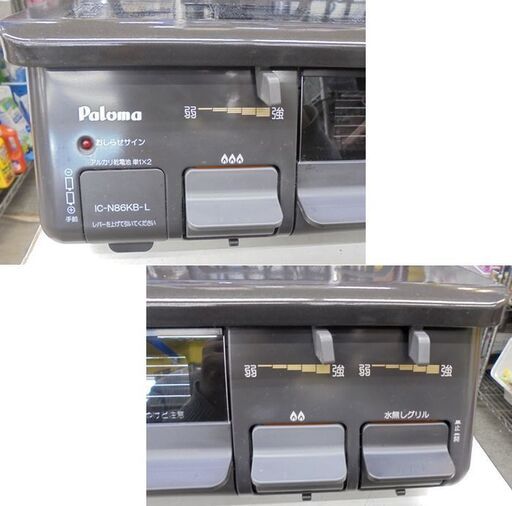 Paloma
弱 強
おしらせサイン
アルカリ乾電池 単1×2
IC-N86KB-L
レバーを上げて引いてください
手前
弱 強
弱 強
水無しグリル